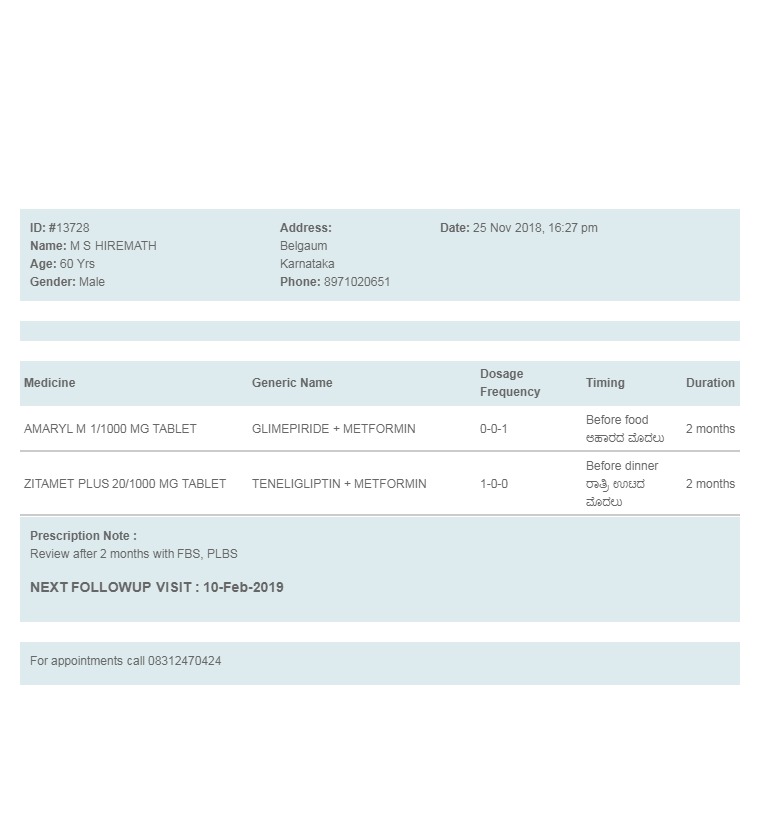 ID: #13728
Name: M S HIREMATH
Age: 60 Yrs
Gender: Male
Address:
Belgaum
Karnataka
Phone: 8971020651
Date: 25 Nov 2018, 16:27 pm
Medicine Generic Name Dosage Frequency Timing Duration
AMARYL M 1/1000 MG TABLET GLIMEPIRIDE + METFORMIN 0-0-1 Before food 2 months
ಆಹಾರದ ಮೊದಲು
ZITAMET PLUS 20/1000 MG TABLET TENELIGLIPTIN + METFORMIN 1-0-0 Before dinner 2 months
ರಾತ್ರಿ ಊಟದ
ಮೊದಲು
Prescription Note :
Review after 2 months with FBS, PLBS
NEXT FOLLOWUP VISIT : 10-Feb-2019
For appointments call 08312470424